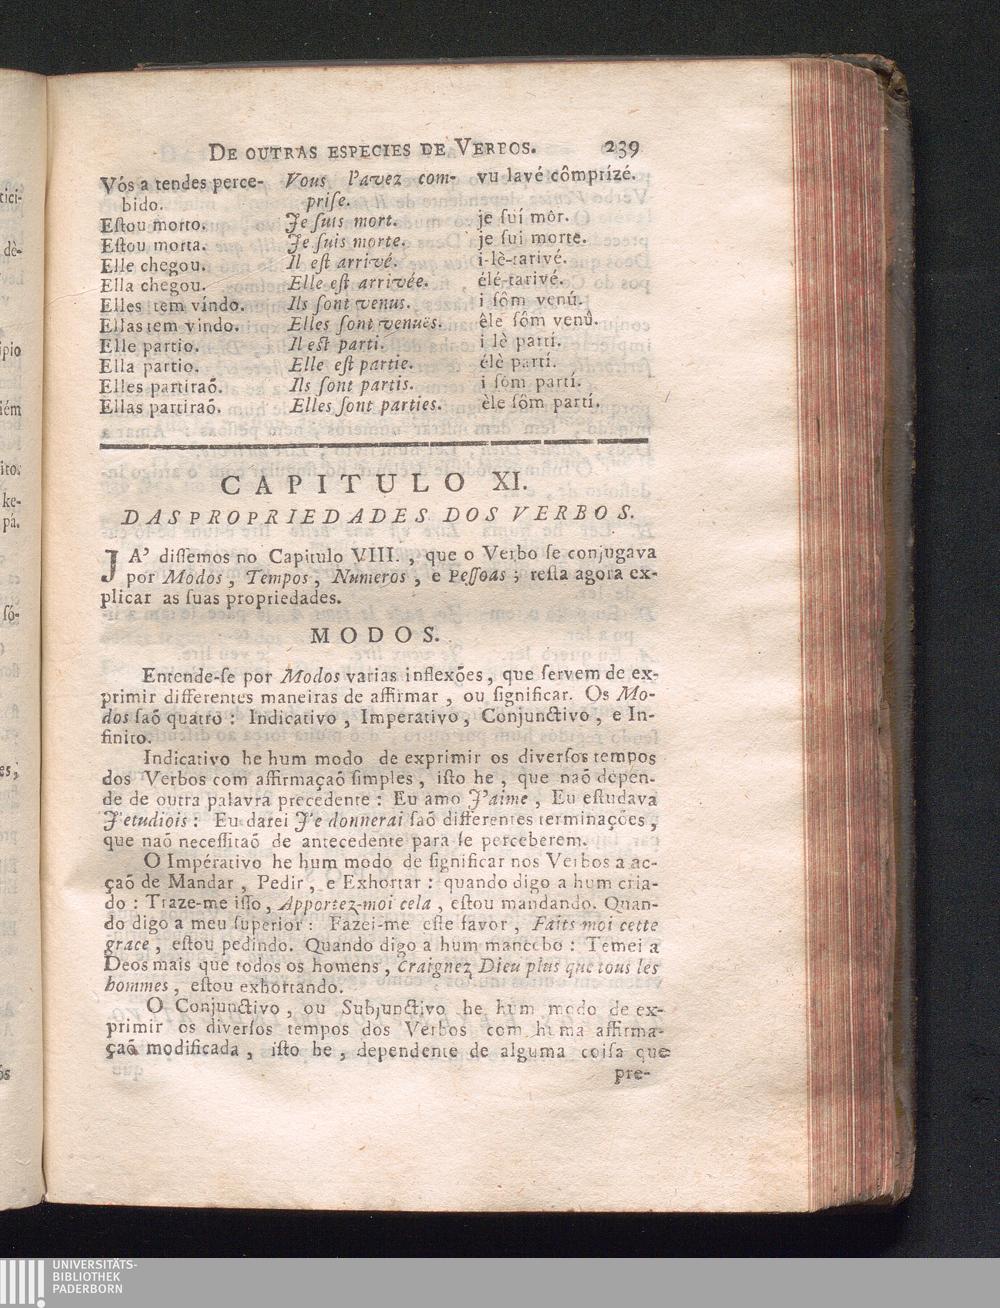 DE OUTRAS ESPECIES DE VERBOS. 239
Vós a tendes perce- Vous l'avez com- vu lavé cômprízé.
bido. priſe.
Eſtou morto. Je ſuis mort. je ſuí môr.
Eſtou morta. Je ſuis morte. je ſui morte.
Elle chegou. Il eſt arrivé. i-lè-tarivé.
Ella chegou. Elle eſt arrivée. élé-tarivé.
Elles tem víndo. Ils ſont venus. i ſôm venú.
Ellas tem vindo. Elles ſont venuës. êle ſôm venû.
Elle partio. Il eſt parti. i lè partí.
Ella partio. Elle eſt partie. élè partí.
Elles partiraõ. Ils ſont partis. i ſôm partí.
Ellas partiraõ. Elles ſont parties. èle ſôm partí.
CAPITULO XI.
DAS PROPRIEDADES DOS VERBOS.
JA' diſſemos no Capitulo VIII., que o Verbo ſe conjugava
por Modos, Tempos, Numeros, e Peſſoas; reſta agora ex-
plicar as ſuas propriedades.
MODOS.
Entende-ſe por Modos varias inflexões, que ſervem de ex-
primir differentes maneiras de affirmar, ou ſignificar. Os Mo-
dos ſaõ quatro: Indicativo, Imperativo, Conjunctivo, e In-
finito.
Indicativo he hum modo de exprimir os diverſos tempos
dos Verbos com affirmaçaõ ſimples, iſto he, que naõ depen-
de de outra palavra precedente: Eu amo J'aime, Eu eſtudava
J'etudiois: Eu darei Je donnerai ſaõ differentes terminações,
que naõ neceſſitaõ de antecedente para ſe perceberem.
O Impérativo he hum modo de ſignificar nos Verbos a ac-
çaõ de Mandar, Pedir, e Exhortar: quando digo a hum cria-
do: Traze-me iſſo, Apportez-moi cela, eſtou mandando. Quan-
do digo a meu ſuperior: Fazei-me eſte favor, Faits moi cette
grace, eſtou pedindo. Quando digo a hum mancebo: Temei a
Deos mais que todos os homens, Craignez Dieu plus que tous les
hommes, eſtou exhortando.
O Conjunctivo, ou Subjunctivo he hum modo de ex-
primir os diverſos tempos dos Verbos com huma affirma-
çaõ modificada, iſto he, dependente de alguma coiſa que
pre-
UNIVERSITÄTS-
BIBLIOTHEK
PADERBORN